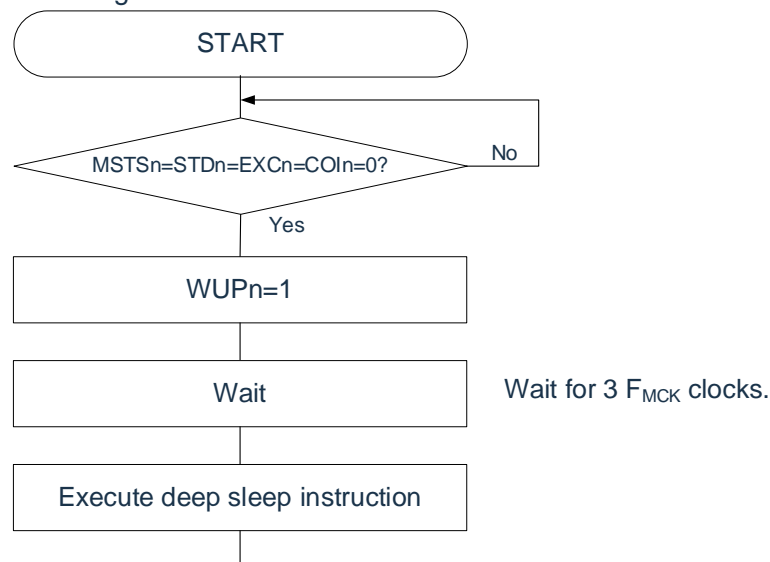 START
MSTSn=STDn=EXCn=COIn=0?
No
Yes
WUPn=1
Wait
Wait for 3 FMCK clocks.
Execute deep sleep instruction